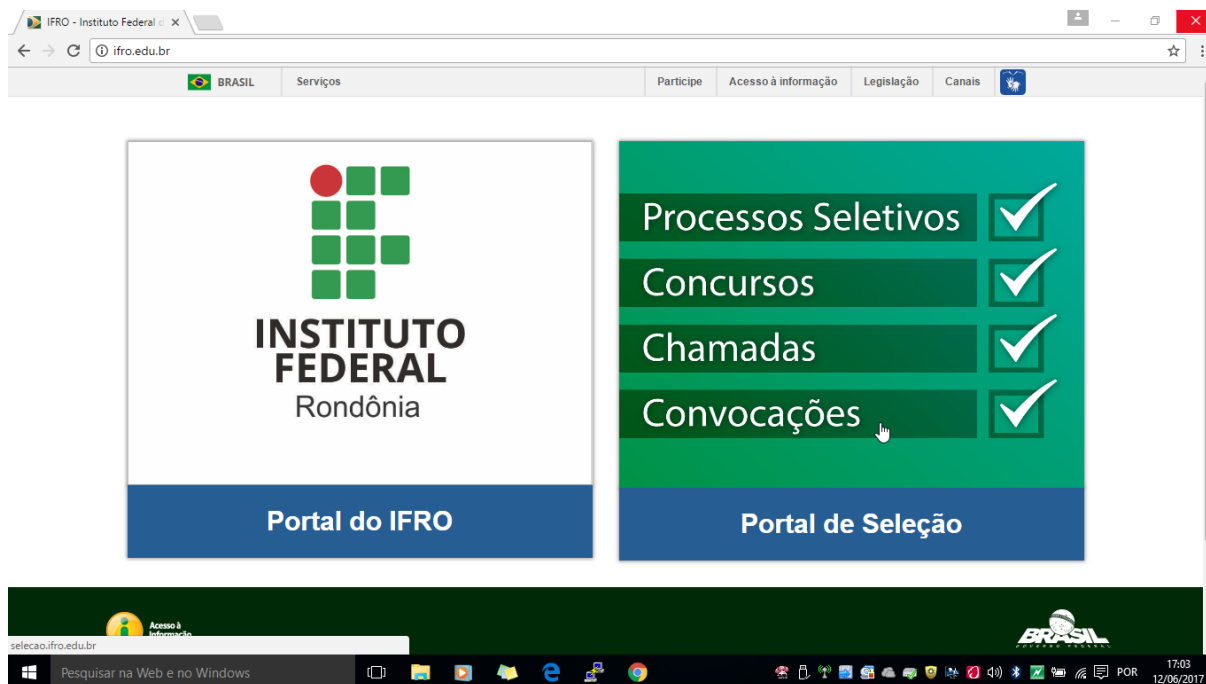 IFRO - Instituto Federal d
ifro.edu.br
BRASIL
Serviços
Participe
Acesso à informação
Legislação
Canais
INSTITUTO
FEDERAL
Rondônia
Portal do IFRO
Processos Seletivos
Concursos
Chamadas
Convocações
Portal de Seleção
Acesso à
Informação
BRASIL
GOVERNO FEDERAL
selecao.ifro.edu.br
Pesquisar na Web e no Windows
POR
17:03
12/06/2017